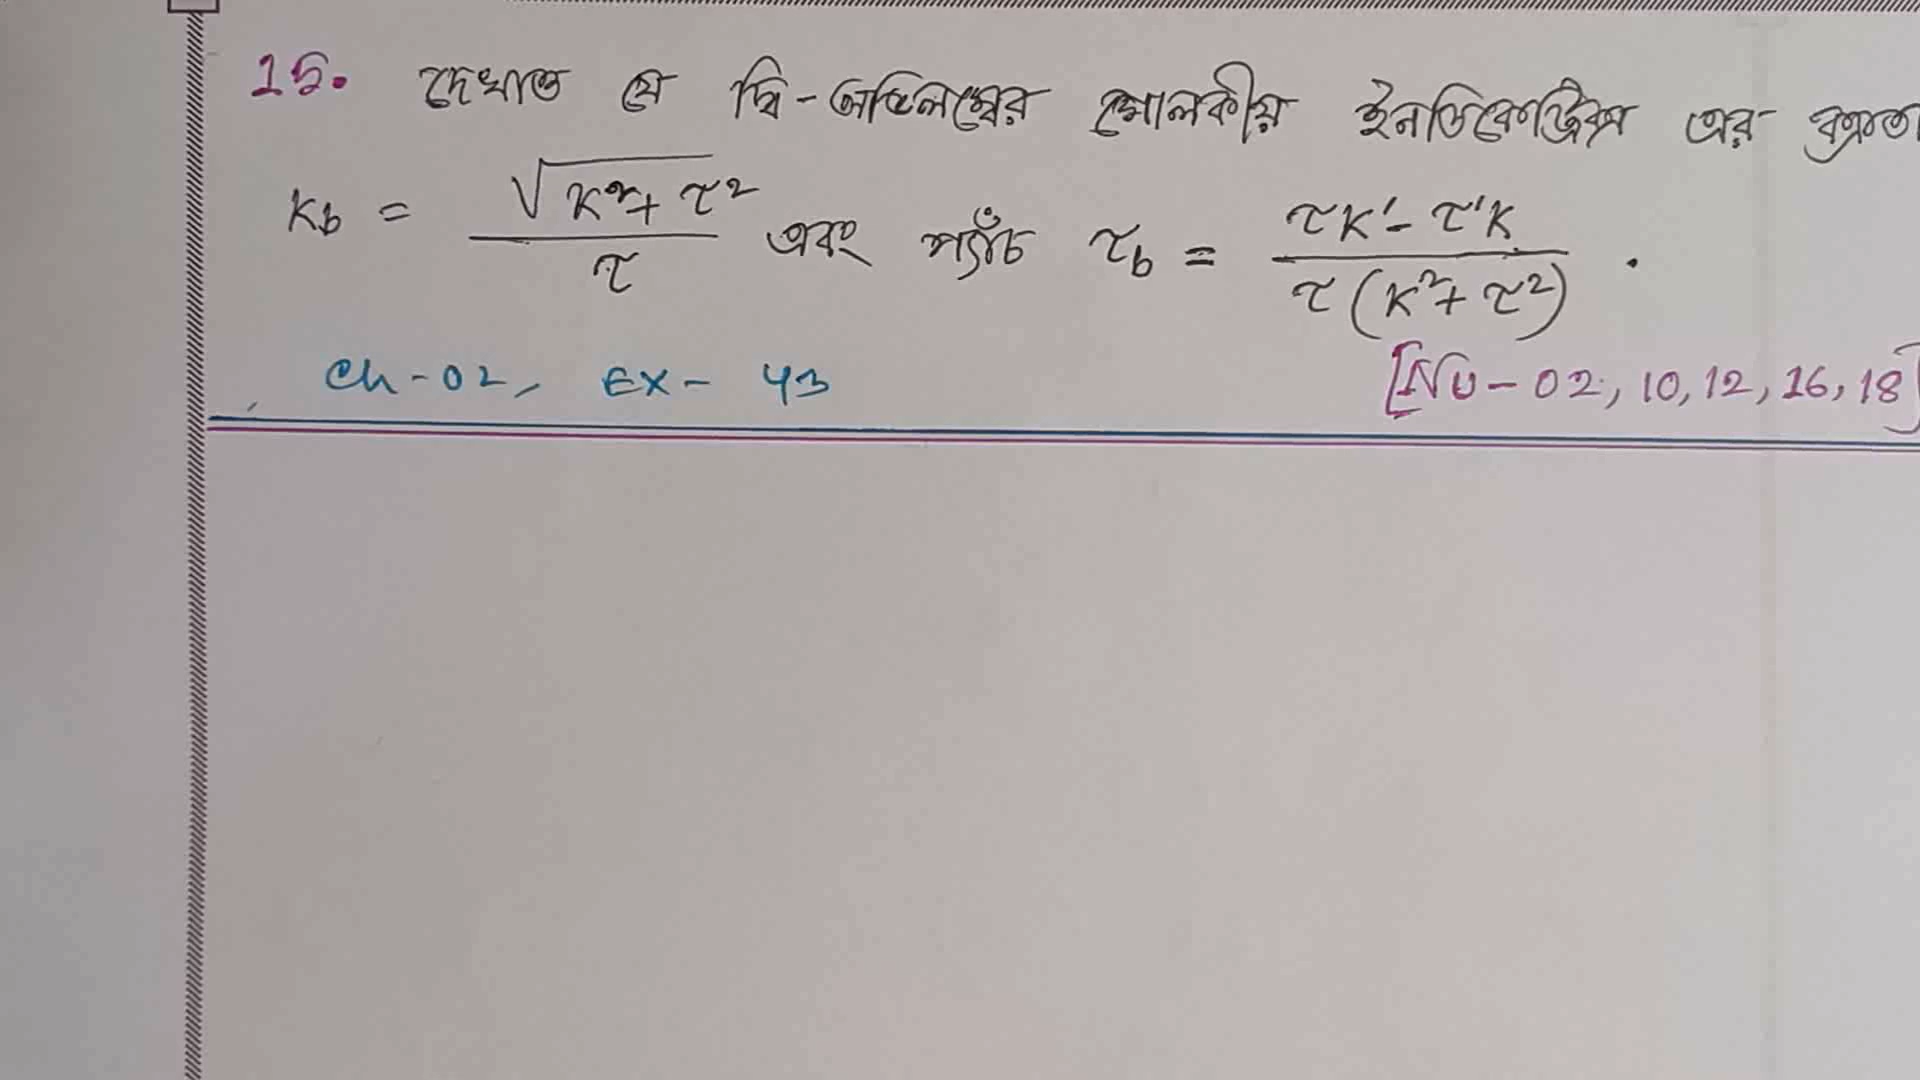 15. দেখাও যে দ্বি-অভিলম্বের গোলকীয় ইনডিকেট্রিক্স এর বক্রতা
κb = √(κ²+ τ²) / τ এবং প্যাঁচ τb = (τκ' - τ'κ) / τ(κ²+ τ²) .
Ch-02, EX- 43 [NU-02, 10, 12, 16, 18]